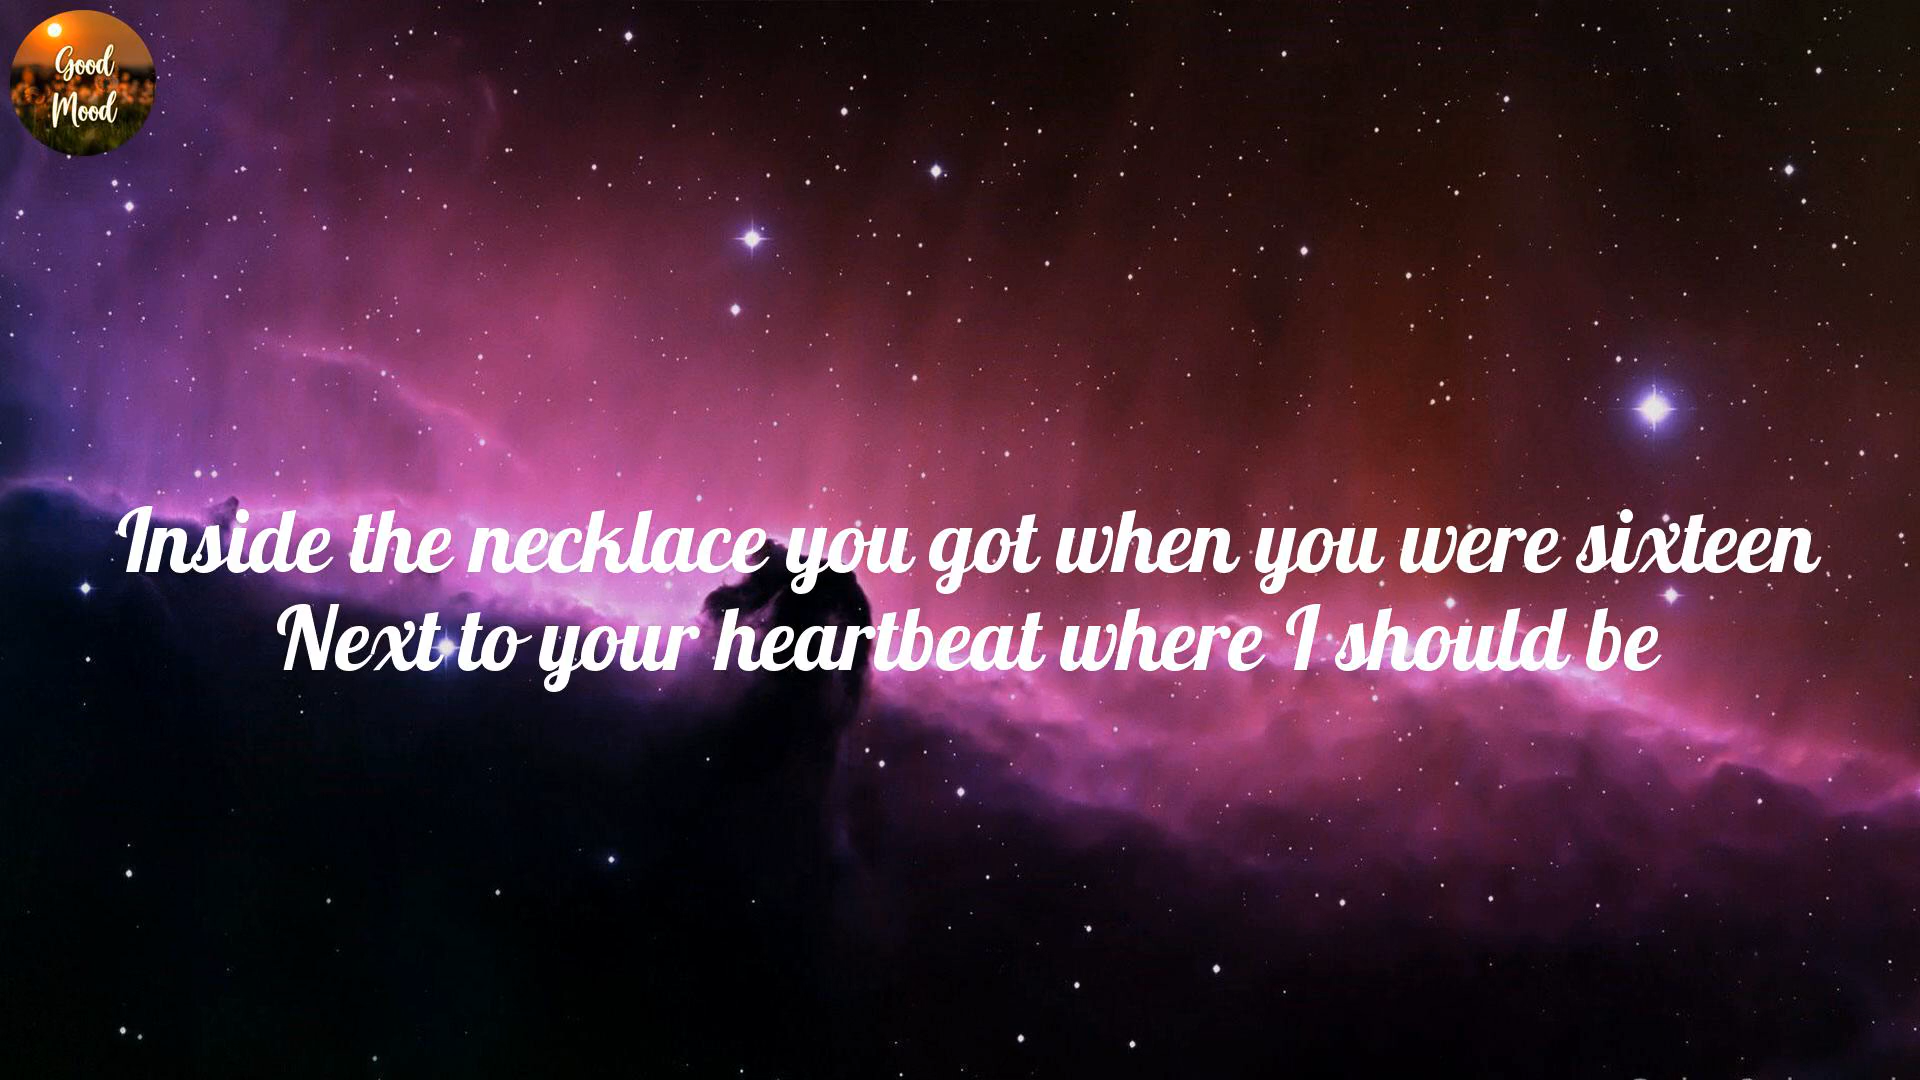 Good
Mood
Inside the necklace you got when you were sixteen
Next to your heartbeat where I should be